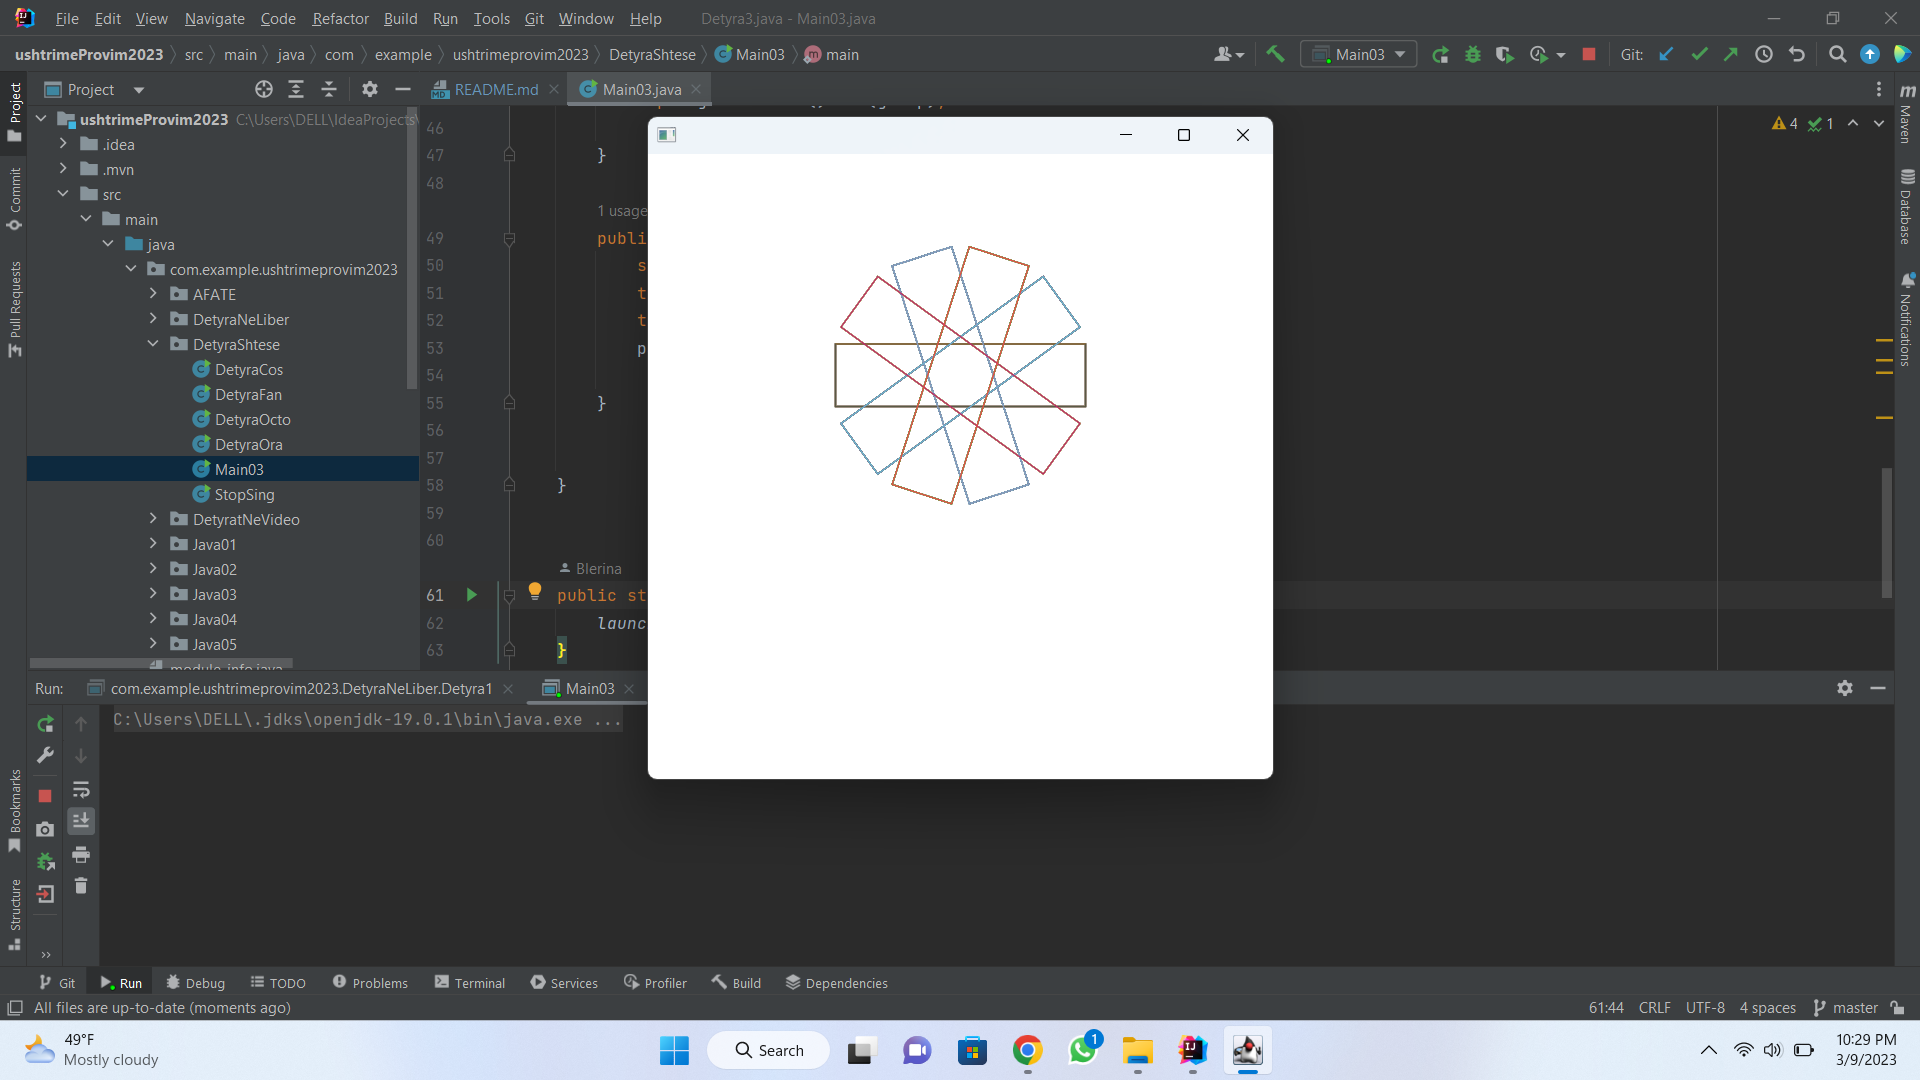 File Edit View Navigate Code Refactor Build Run Tools Git Window Help Detyra3.java - Main03.java
ushtrimeProvim2023 src main java com example ushtrimeprovim2023 DetyraShtese Main03 main Main03 Git:
Project README.md Main03.java
ushtrimeProvim2023 C:\Users\DELL\IdeaProjects\
.idea
.mvn
src
main
java
com.example.ushtrimeprovim2023
AFATE
DetyraNeLiber
DetyraShtese
DetyraCos
DetyraFan
DetyraOcto
DetyraOra
Main03
StopSing
DetyratNeVideo
Java01
Java02
Java03
Java04
Java05
module-info.java
Project
Commit
Pull Requests
Bookmarks
Structure
46
47 }
48
1 usage
49 publi
50 s
51 t
52 t
53 p
54
55 }
56
57
58 }
59
60
Blerina
61 public st
62 launc
63 }
4 1
Maven
Database
Notifications
Run: com.example.ushtrimeprovim2023.DetyraNeLiber.Detyra1 Main03
C:\Users\DELL\.jdks\openjdk-19.0.1\bin\java.exe ...
Git Run Debug TODO Problems Terminal Services Profiler Build Dependencies
All files are up-to-date (moments ago) 61:44 CRLF UTF-8 4 spaces master
49°F
Mostly cloudy
Search
1
10:29 PM
3/9/2023